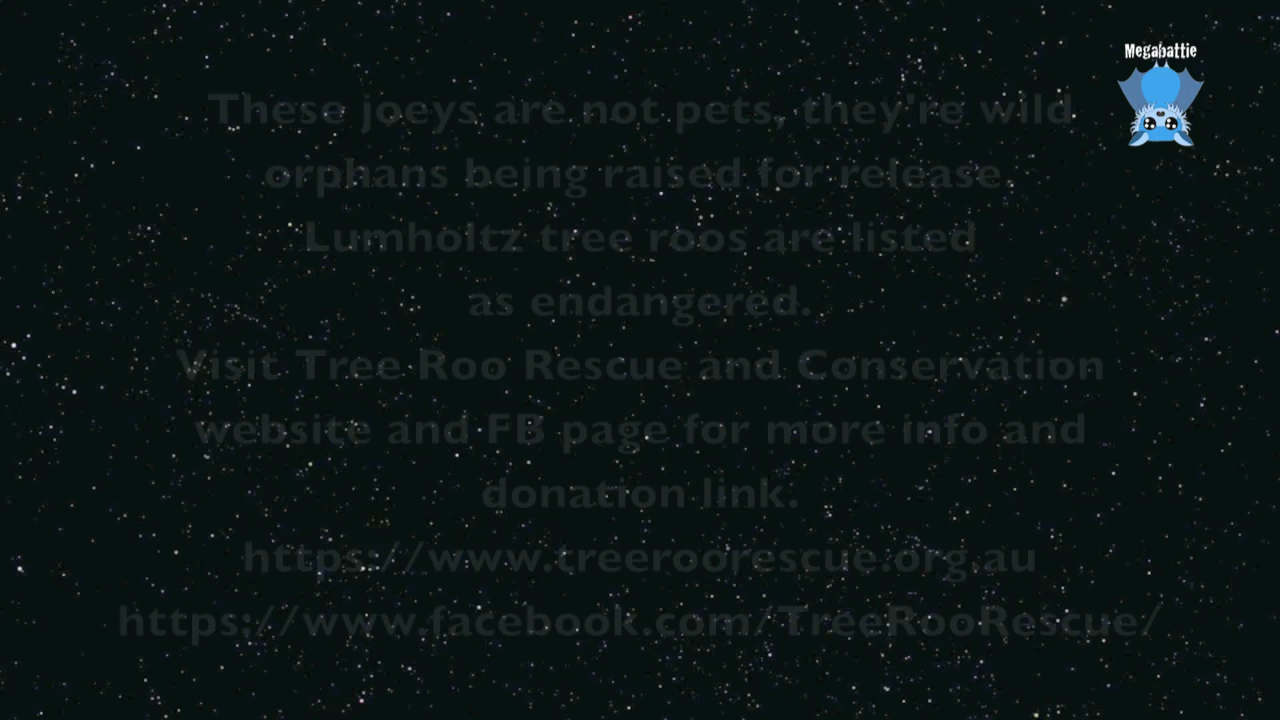 Megabattie
These joeys are not pets, they're wild
orphans being raised for release.
Lumholtz tree roos are listed
as endangered.
Visit Tree Roo Rescue and Conservation
website and FB page for more info and
donation link.
https://www.treeroorescue.org.au
https://www.facebook.com/TreeRooRescue/